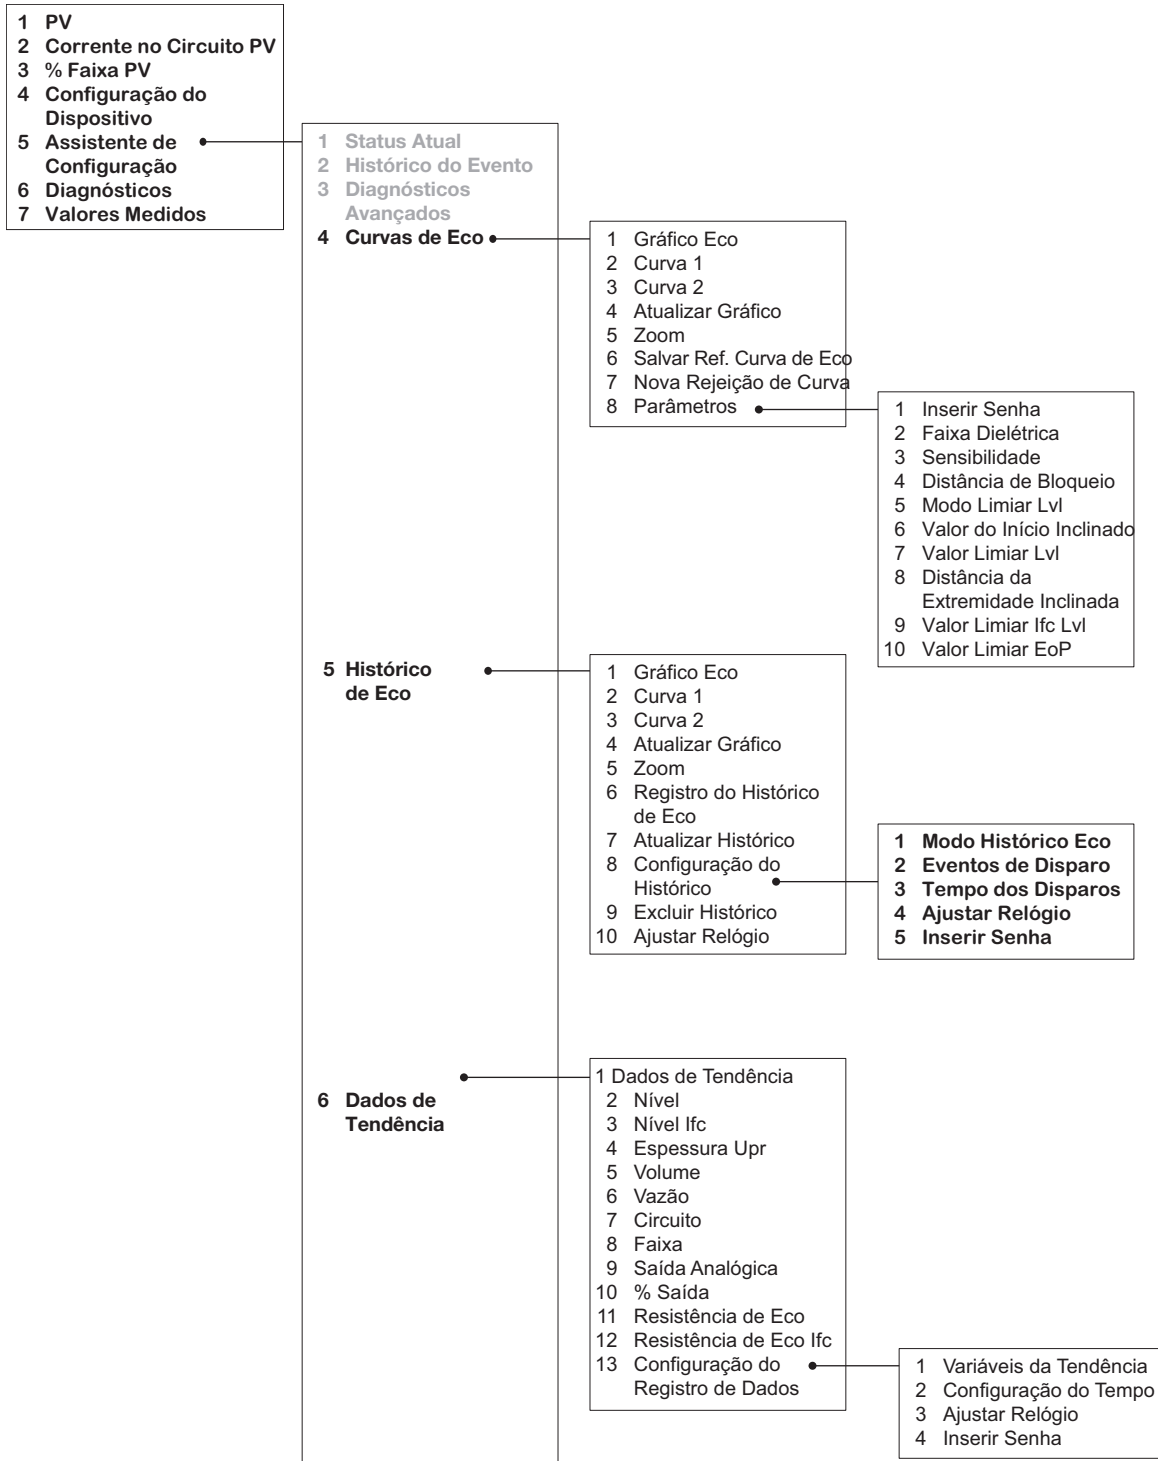 1 PV
2 Corrente no Circuito PV
3 % Faixa PV
4 Configuração do
Dispositivo
5 Assistente de
Configuração
6 Diagnósticos
7 Valores Medidos
1 Status Atual
2 Histórico do Evento
3 Diagnósticos
Avançados
4 Curvas de Eco
1 Gráfico Eco
2 Curva 1
3 Curva 2
4 Atualizar Gráfico
5 Zoom
6 Salvar Ref. Curva de Eco
7 Nova Rejeição de Curva
8 Parâmetros
1 Inserir Senha
2 Faixa Dielétrica
3 Sensibilidade
4 Distância de Bloqueio
5 Modo Limiar Lvl
6 Valor do Início Inclinado
7 Valor Limiar Lvl
8 Distância da
Extremidade Inclinada
9 Valor Limiar Ifc Lvl
10 Valor Limiar EoP
5 Histórico
de Eco
1 Gráfico Eco
2 Curva 1
3 Curva 2
4 Atualizar Gráfico
5 Zoom
6 Registro do Histórico
de Eco
7 Atualizar Histórico
8 Configuração do
Histórico
9 Excluir Histórico
10 Ajustar Relógio
1 Modo Histórico Eco
2 Eventos de Disparo
3 Tempo dos Disparos
4 Ajustar Relógio
5 Inserir Senha
6 Dados de
Tendência
1 Dados de Tendência
2 Nível
3 Nível Ifc
4 Espessura Upr
5 Volume
6 Vazão
7 Circuito
8 Faixa
9 Saída Analógica
10 % Saída
11 Resistência de Eco
12 Resistência de Eco Ifc
13 Configuração do
Registro de Dados
1 Variáveis da Tendência
2 Configuração do Tempo
3 Ajustar Relógio
4 Inserir Senha